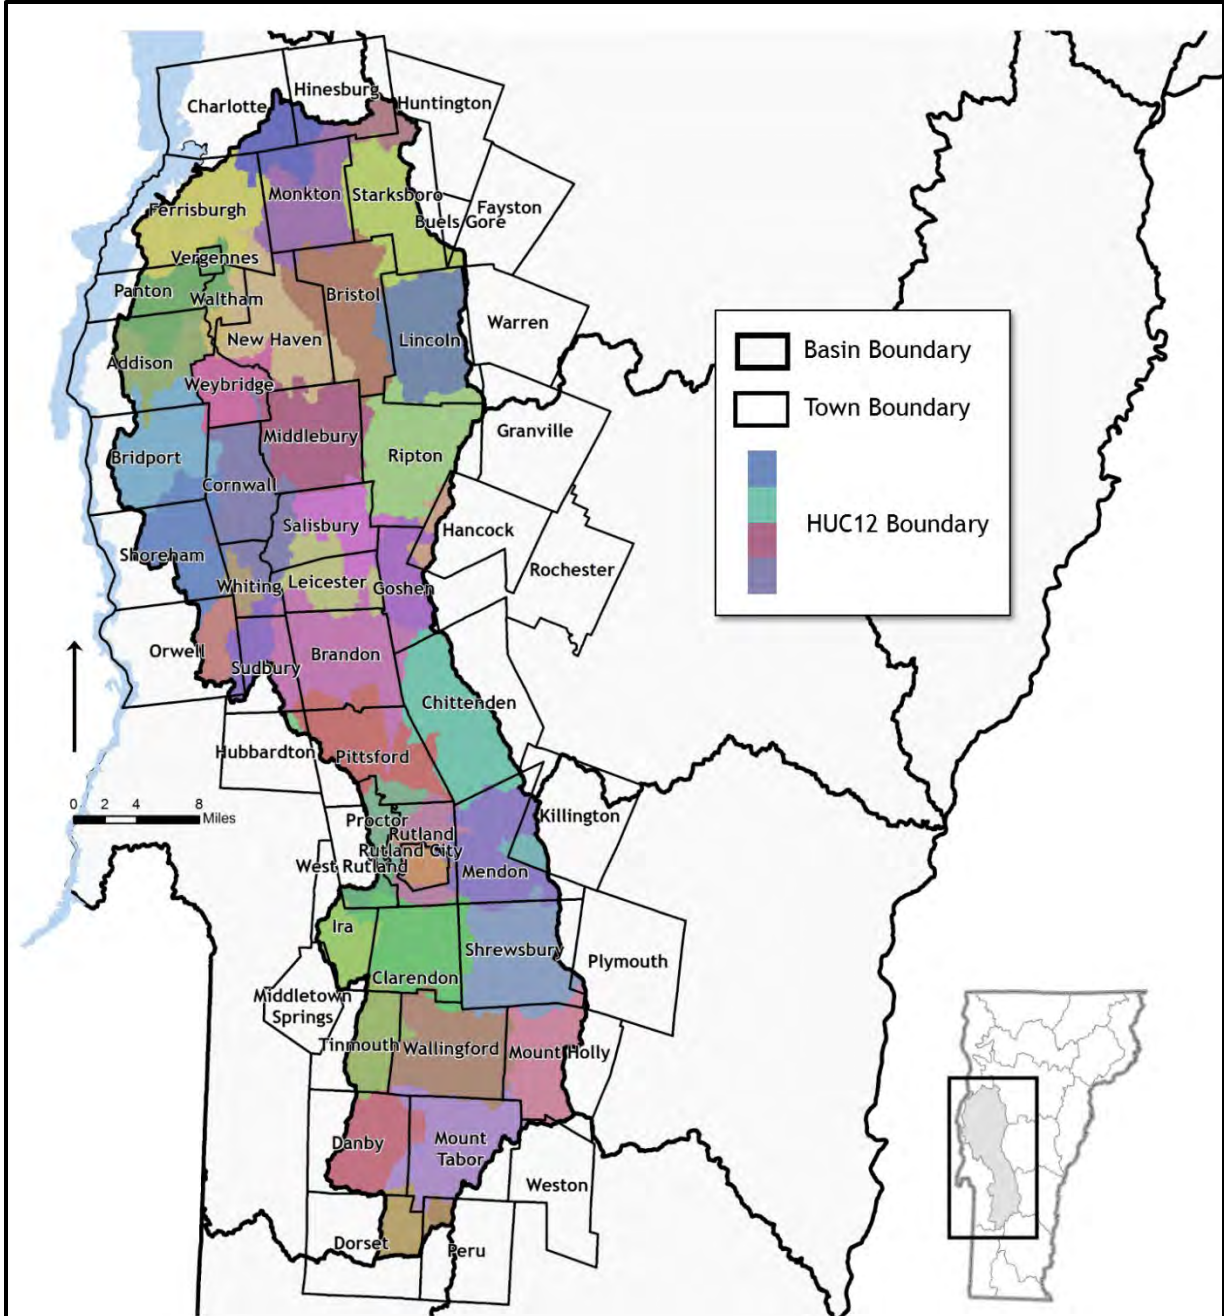 Hinesburg
Charlotte
Huntington
Monkton
Starksboro
Ferrisburgh
Fayston
Buels Gore
Vergennes
Panton
Waltham
Bristol
Warren
New Haven
Lincoln
Addison
Weybridge
Basin Boundary
Town Boundary
HUC12 Boundary
Granville
Middlebury
Bridport
Ripton
Cornwall
Salisbury
Hancock
Shoreham
Rochester
Whiting
Leicester
Goshen
Orwell
Brandon
Sudbury
Chittenden
Hubbardton
Pittsford
0 2 4 8
Miles
Killington
Proctor
Rutland
Rutland City
West Rutland
Mendon
Ira
Shrewsbury
Plymouth
Clarendon
Middletown
Springs
Tinmouth
Wallingford
Mount Holly
Danby
Mount
Tabor
Weston
Dorset
Peru